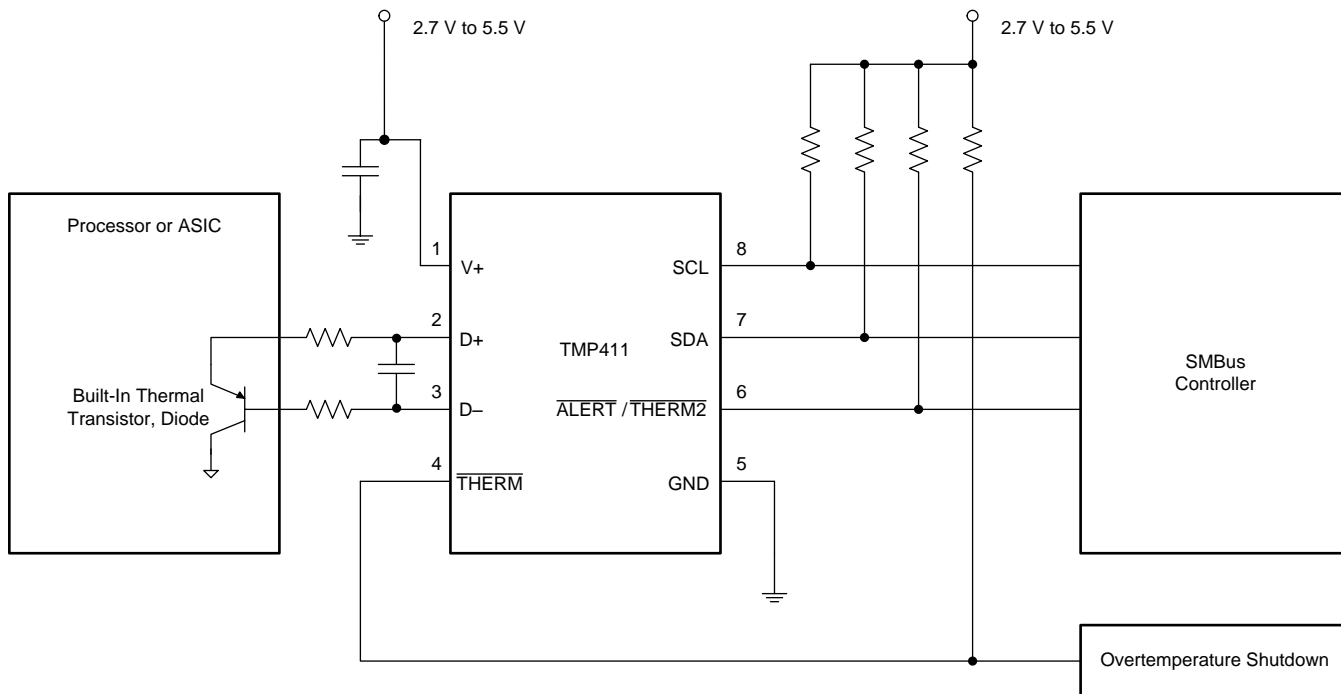 2.7 V to 5.5 V
2.7 V to 5.5 V
Processor or ASIC
Built-In Thermal
Transistor, Diode
1
V+
2
D+
3
D–
4
THERM
TMP411
8
SCL
7
SDA
6
ALERT / THERM2
5
GND
SMBus
Controller
Overtemperature Shutdown